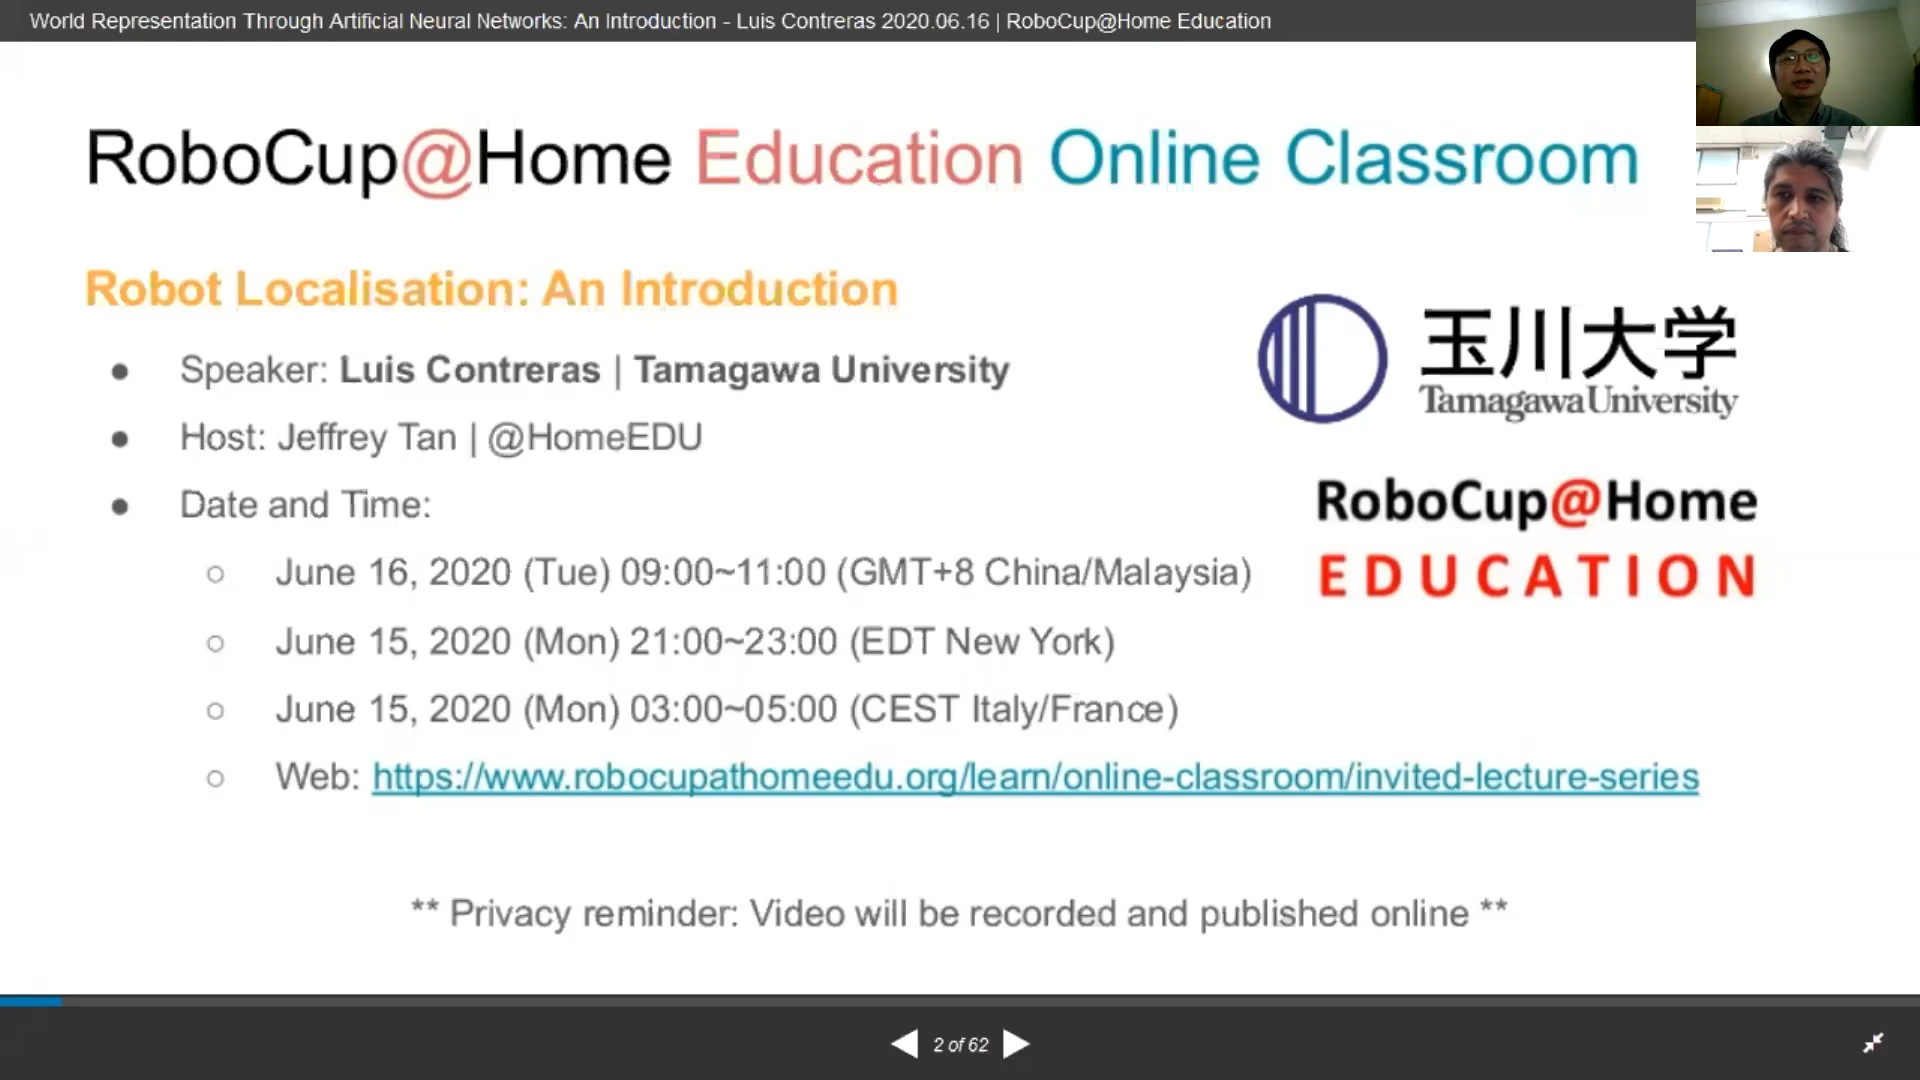 World Representation Through Artificial Neural Networks: An Introduction - Luis Contreras 2020.06.16 | RoboCup@Home Education
RoboCup@Home Education Online Classroom
Robot Localisation: An Introduction
● Speaker: Luis Contreras | Tamagawa University
● Host: Jeffrey Tan | @HomeEDU
● Date and Time:
○ June 16, 2020 (Tue) 09:00~11:00 (GMT+8 China/Malaysia)
○ June 15, 2020 (Mon) 21:00~23:00 (EDT New York)
○ June 15, 2020 (Mon) 03:00~05:00 (CEST Italy/France)
○ Web: https://www.robocupathomeedu.org/learn/online-classroom/invited-lecture-series
玉川大学
Tamagawa University
RoboCup@Home
EDUCATION
** Privacy reminder: Video will be recorded and published online **
2 of 62